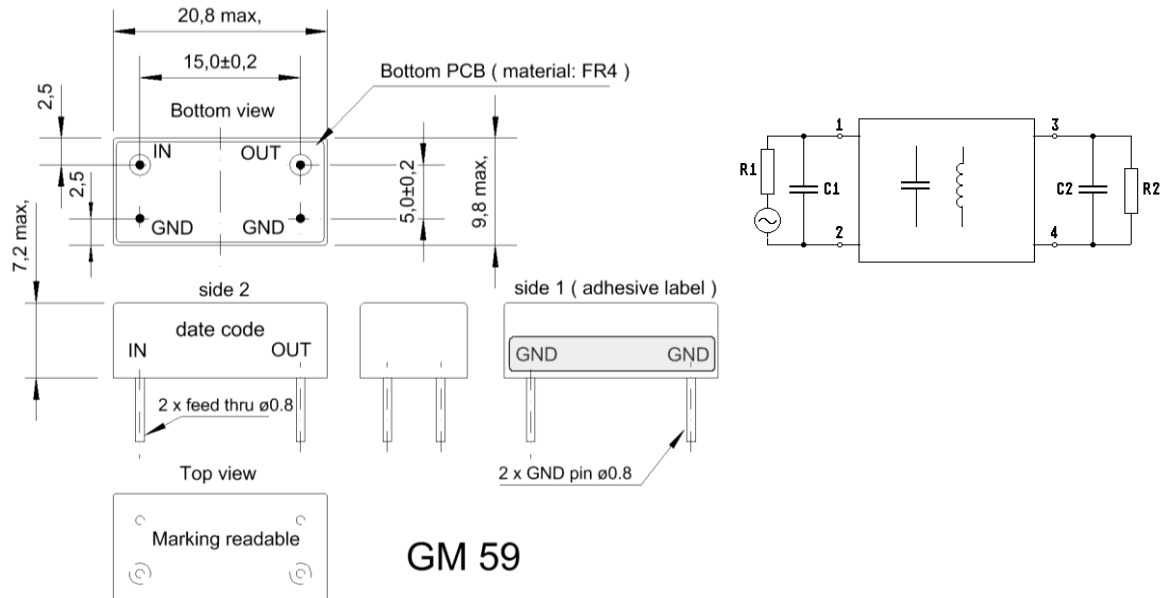 20,8 max,
15,0±0,2
Bottom PCB ( material: FR4 )
2,5
Bottom view
IN
OUT
2,5
5,0±0,2
9,8 max,
GND
GND
7,2 max,
side 2
side 1 ( adhesive label )
date code
IN
OUT
GND
GND
2 x feed thru ø0.8
2 x GND pin ø0.8
Top view
Marking readable
GM 59
1
3
R1
C1
C2
R2
2
4